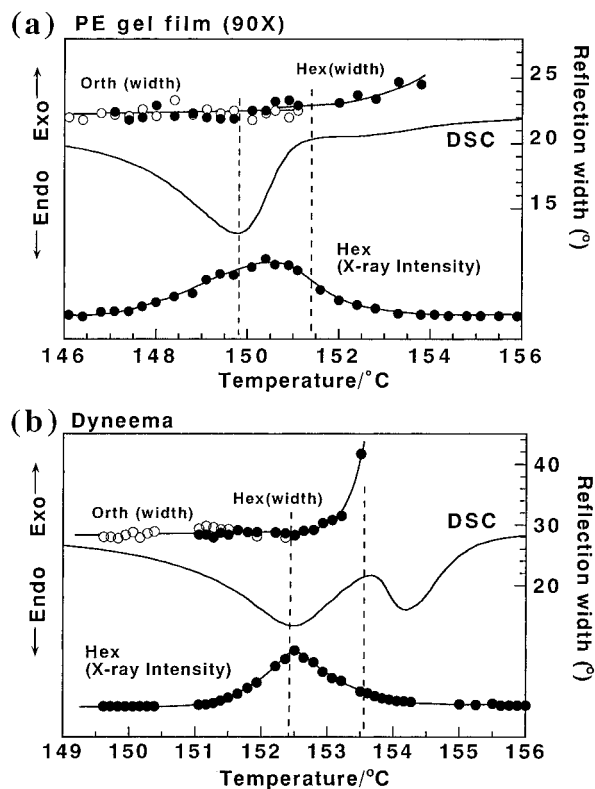 (a) PE gel film (90X)
Orth (width)
Hex(width)
25
20
15
Reflection width (°)
Exo →
← Endo
DSC
Hex
(X-ray Intensity)
146 148 150 152 154 156
Temperature/°C
(b) Dyneema
Orth (width)
Hex(width)
40
30
20
Reflection width (°)
Exo →
← Endo
DSC
Hex
(X-ray Intensity)
149 150 151 152 153 154 155 156
Temperature/°C